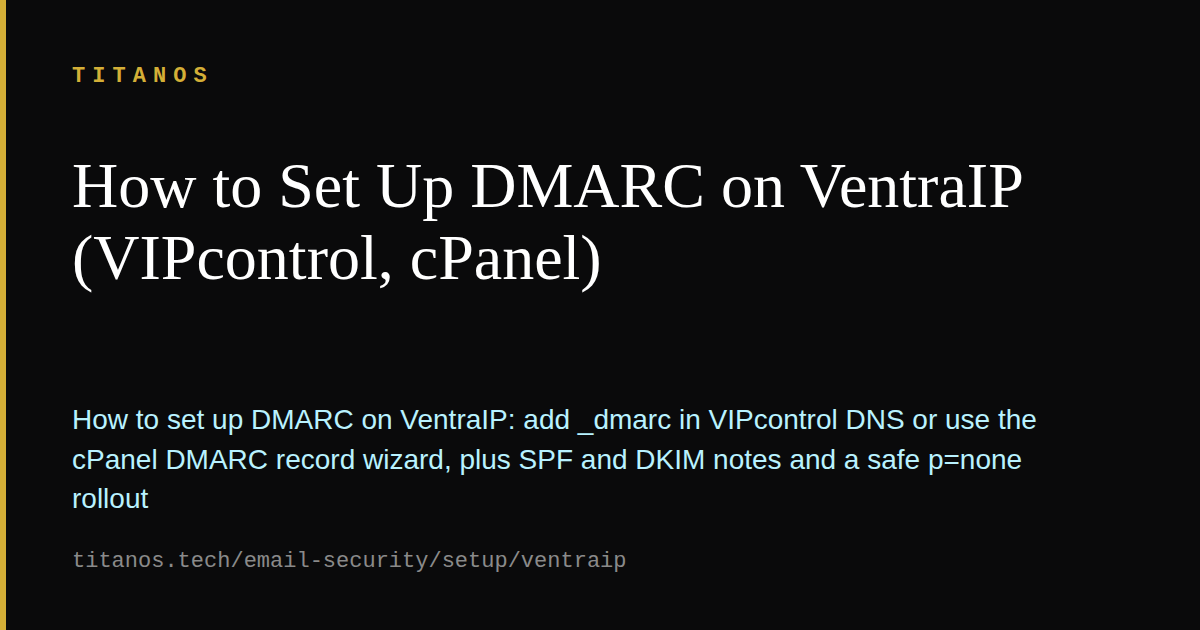 TITANOS
How to Set Up DMARC on VentraIP
(VIPcontrol, cPanel)
How to set up DMARC on VentraIP: add _dmarc in VIPcontrol DNS or use the
cPanel DMARC record wizard, plus SPF and DKIM notes and a safe p=none
rollout
titanos.tech/email-security/setup/ventraip